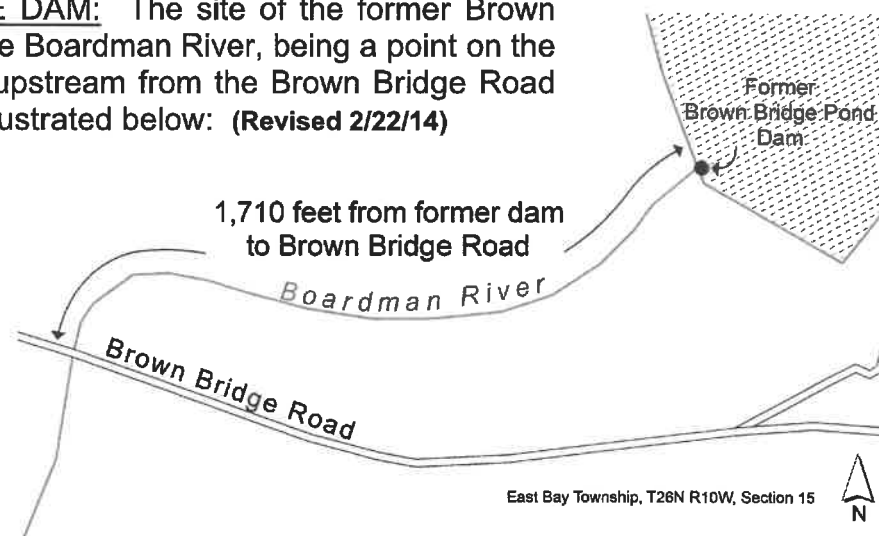 E DAM: The site of the former Brown
e Boardman River, being a point on the
upstream from the Brown Bridge Road
ustrated below: (Revised 2/22/14)
Former
Brown Bridge Pond
Dam
1,710 feet from former dam
to Brown Bridge Road
Boardman River
Brown Bridge Road
East Bay Township, T26N R10W, Section 15
N